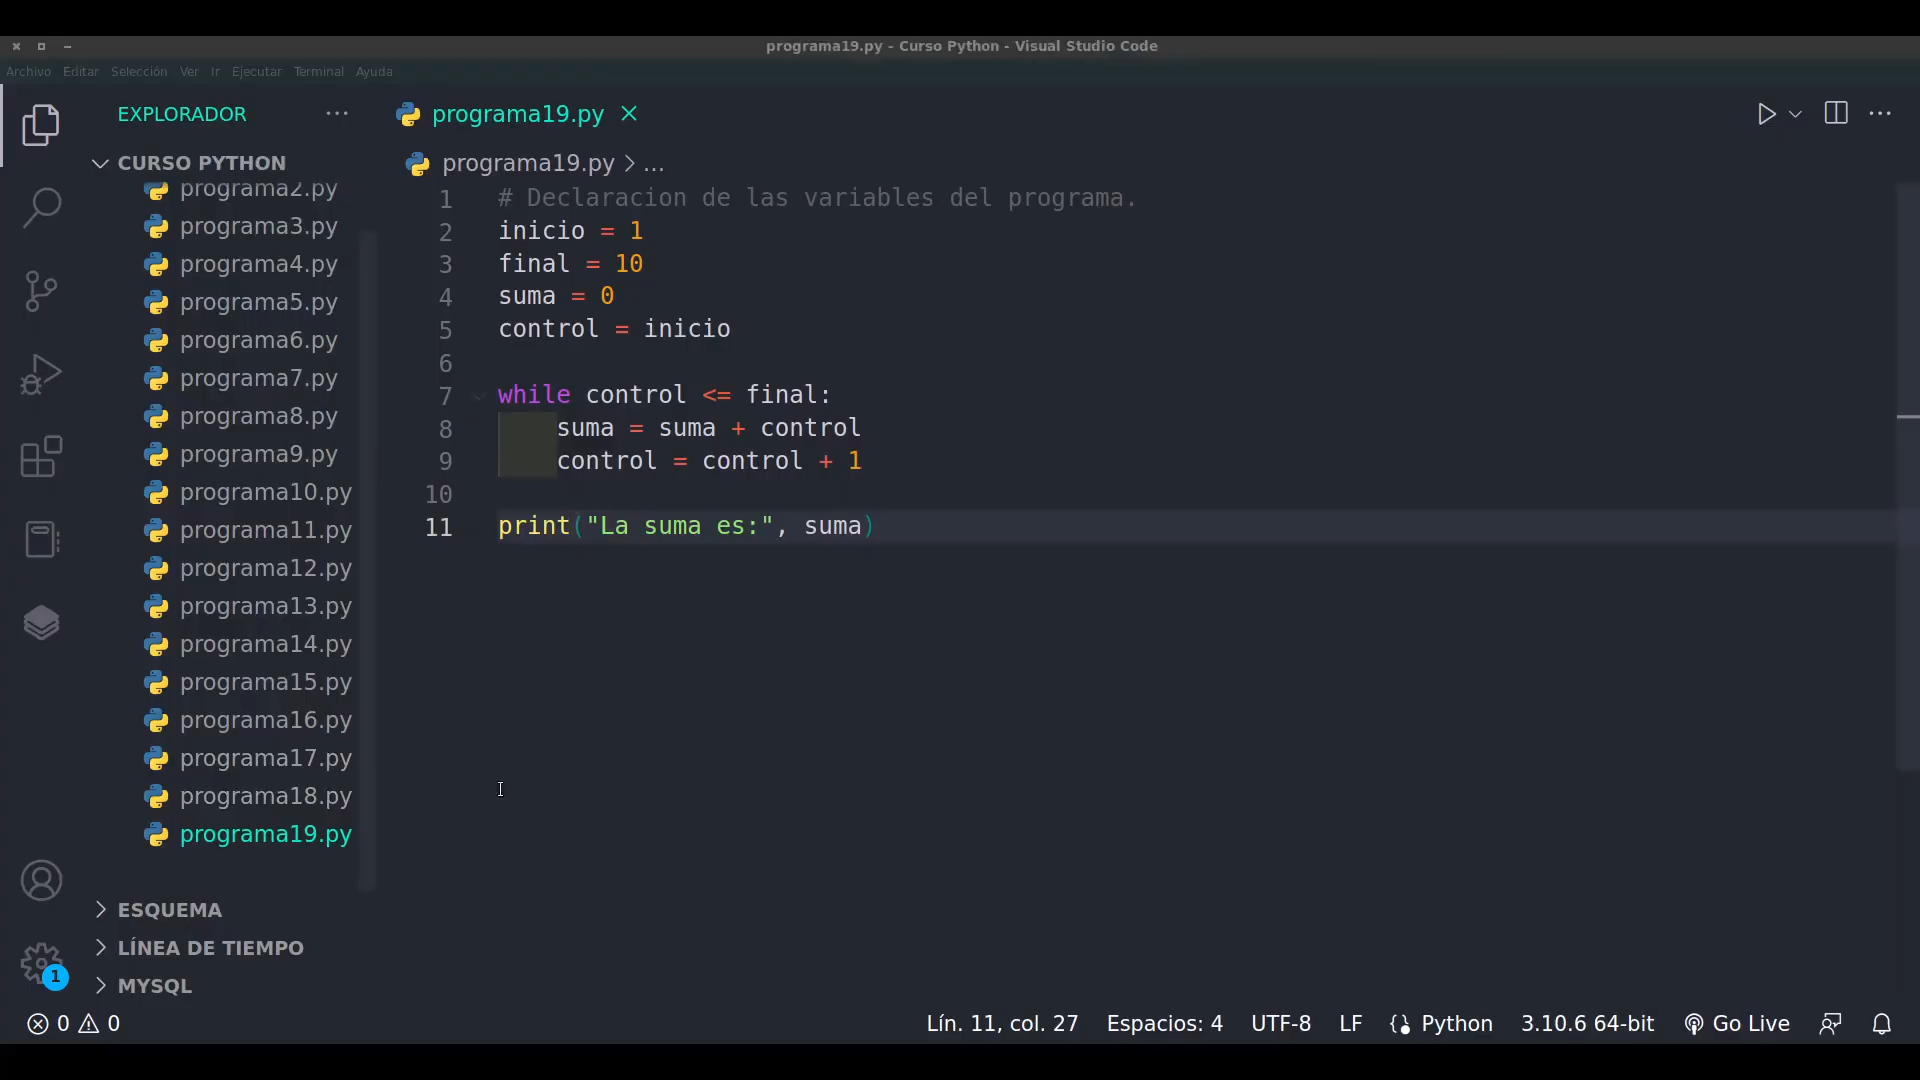 programa19.py - Curso Python - Visual Studio Code
Archivo Editar Selección Ver Ir Ejecutar Terminal Ayuda
EXPLORADOR
CURSO PYTHON
programa2.py
programa3.py
programa4.py
programa5.py
programa6.py
programa7.py
programa8.py
programa9.py
programa10.py
programa11.py
programa12.py
programa13.py
programa14.py
programa15.py
programa16.py
programa17.py
programa18.py
programa19.py
ESQUEMA
LÍNEA DE TIEMPO
MYSQL
1
programa19.py
programa19.py > ...
1 # Declaracion de las variables del programa.
2 inicio = 1
3 final = 10
4 suma = 0
5 control = inicio
6
7 while control <= final:
8 suma = suma + control
9 control = control + 1
10
11 print("La suma es:", suma)
0 0 Lín. 11, col. 27 Espacios: 4 UTF-8 LF {} Python 3.10.6 64-bit Go Live